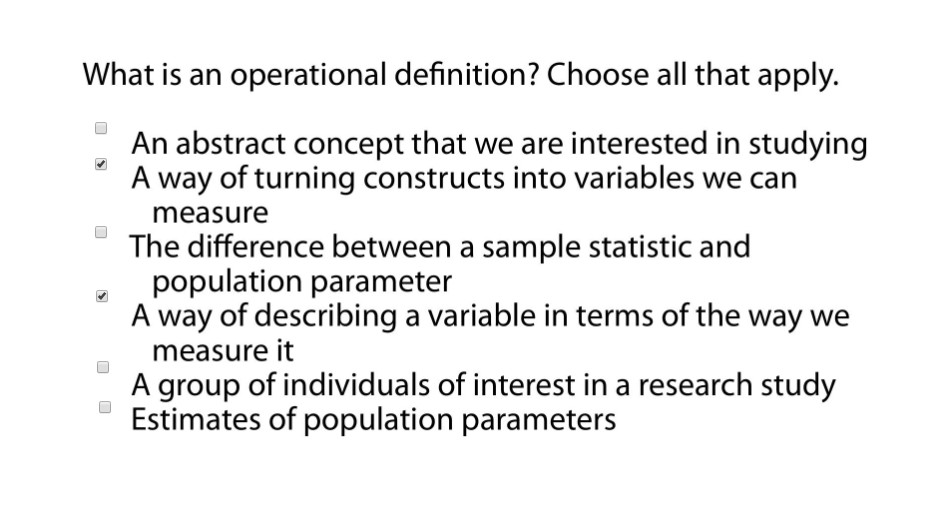 What is an operational definition? Choose all that apply.
An abstract concept that we are interested in studying
A way of turning constructs into variables we can
measure
The difference between a sample statistic and
population parameter
A way of describing a variable in terms of the way we
measure it
A group of individuals of interest in a research study
Estimates of population parameters